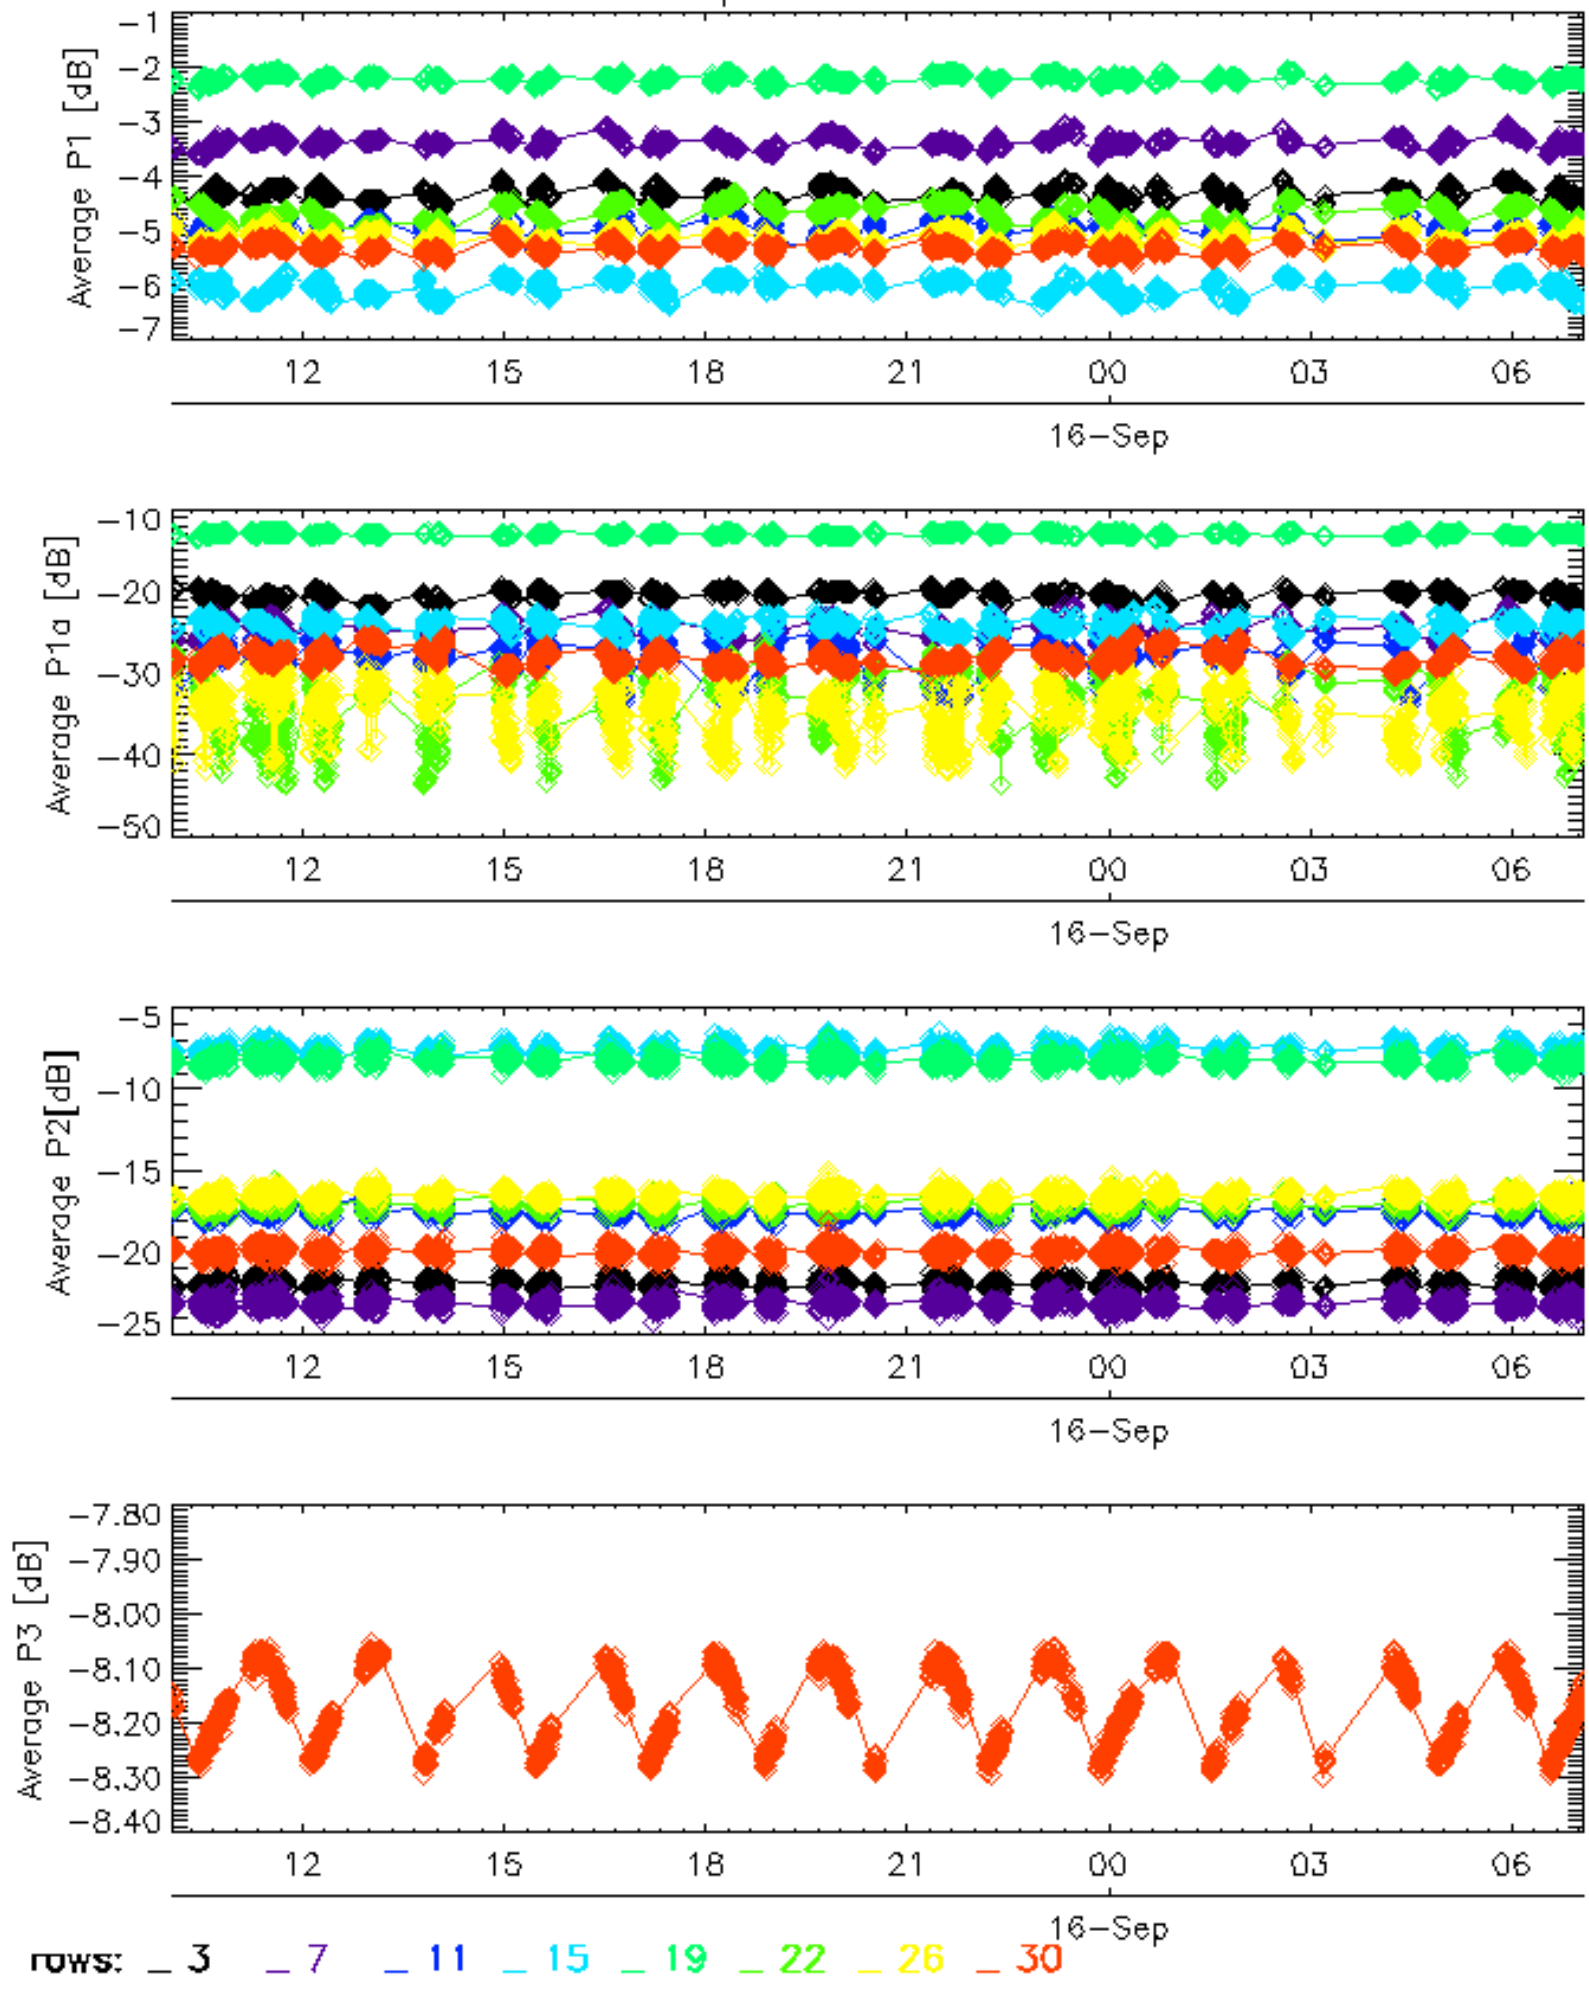 Average P1 [dB]
-1
-2
-3
-4
-5
-6
-7
12 15 18 21 00 03 06
16-Sep
Average P1a [dB]
-10
-20
-30
-40
-50
12 15 18 21 00 03 06
16-Sep
Average P2[dB]
-5
-10
-15
-20
-25
12 15 18 21 00 03 06
16-Sep
Average P3 [dB]
-7.80
-7.90
-8.00
-8.10
-8.20
-8.30
-8.40
12 15 18 21 00 03 06
16-Sep
rows: _ 3 _ 7 _ 11 _ 15 _ 19 _ 22 _ 26 _ 30